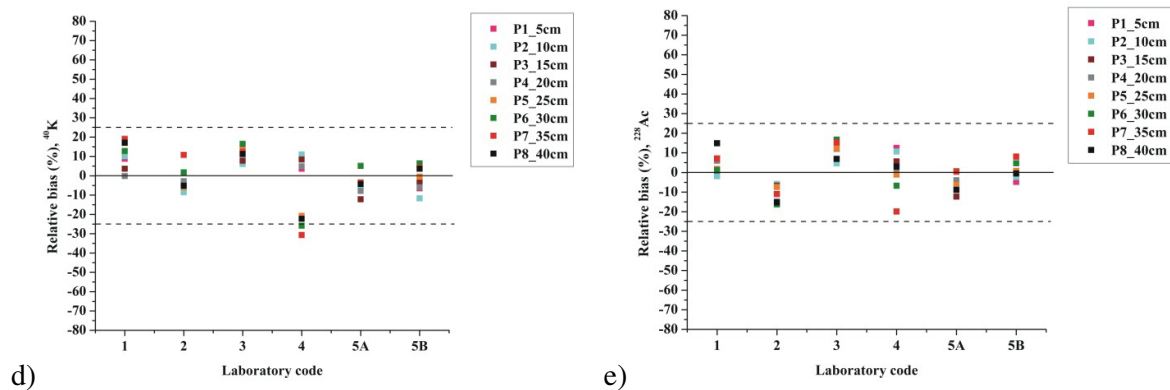 Relative bias (%), ⁴⁰K
80
70
60
50
40
30
20
10
0
-10
-20
-30
-40
-50
-60
-70
-80
1 2 3 4 5A 5B
Laboratory code
P1_5cm
P2_10cm
P3_15cm
P4_20cm
P5_25cm
P6_30cm
P7_35cm
P8_40cm
d)
Relative bias (%), ²²⁸Ac
80
70
60
50
40
30
20
10
0
-10
-20
-30
-40
-50
-60
-70
-80
1 2 3 4 5A 5B
Laboratory code
P1_5cm
P2_10cm
P3_15cm
P4_20cm
P5_25cm
P6_30cm
P7_35cm
P8_40cm
e)